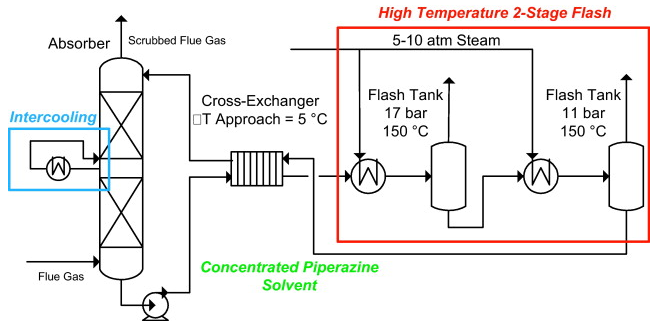 High Temperature 2-Stage Flash
Absorber
Scrubbed Flue Gas
5-10 atm Steam
Intercooling
Cross-Exchanger
□T Approach = 5 °C
Flash Tank
17 bar
150 °C
Flash Tank
11 bar
150 °C
Flue Gas
Concentrated Piperazine
Solvent